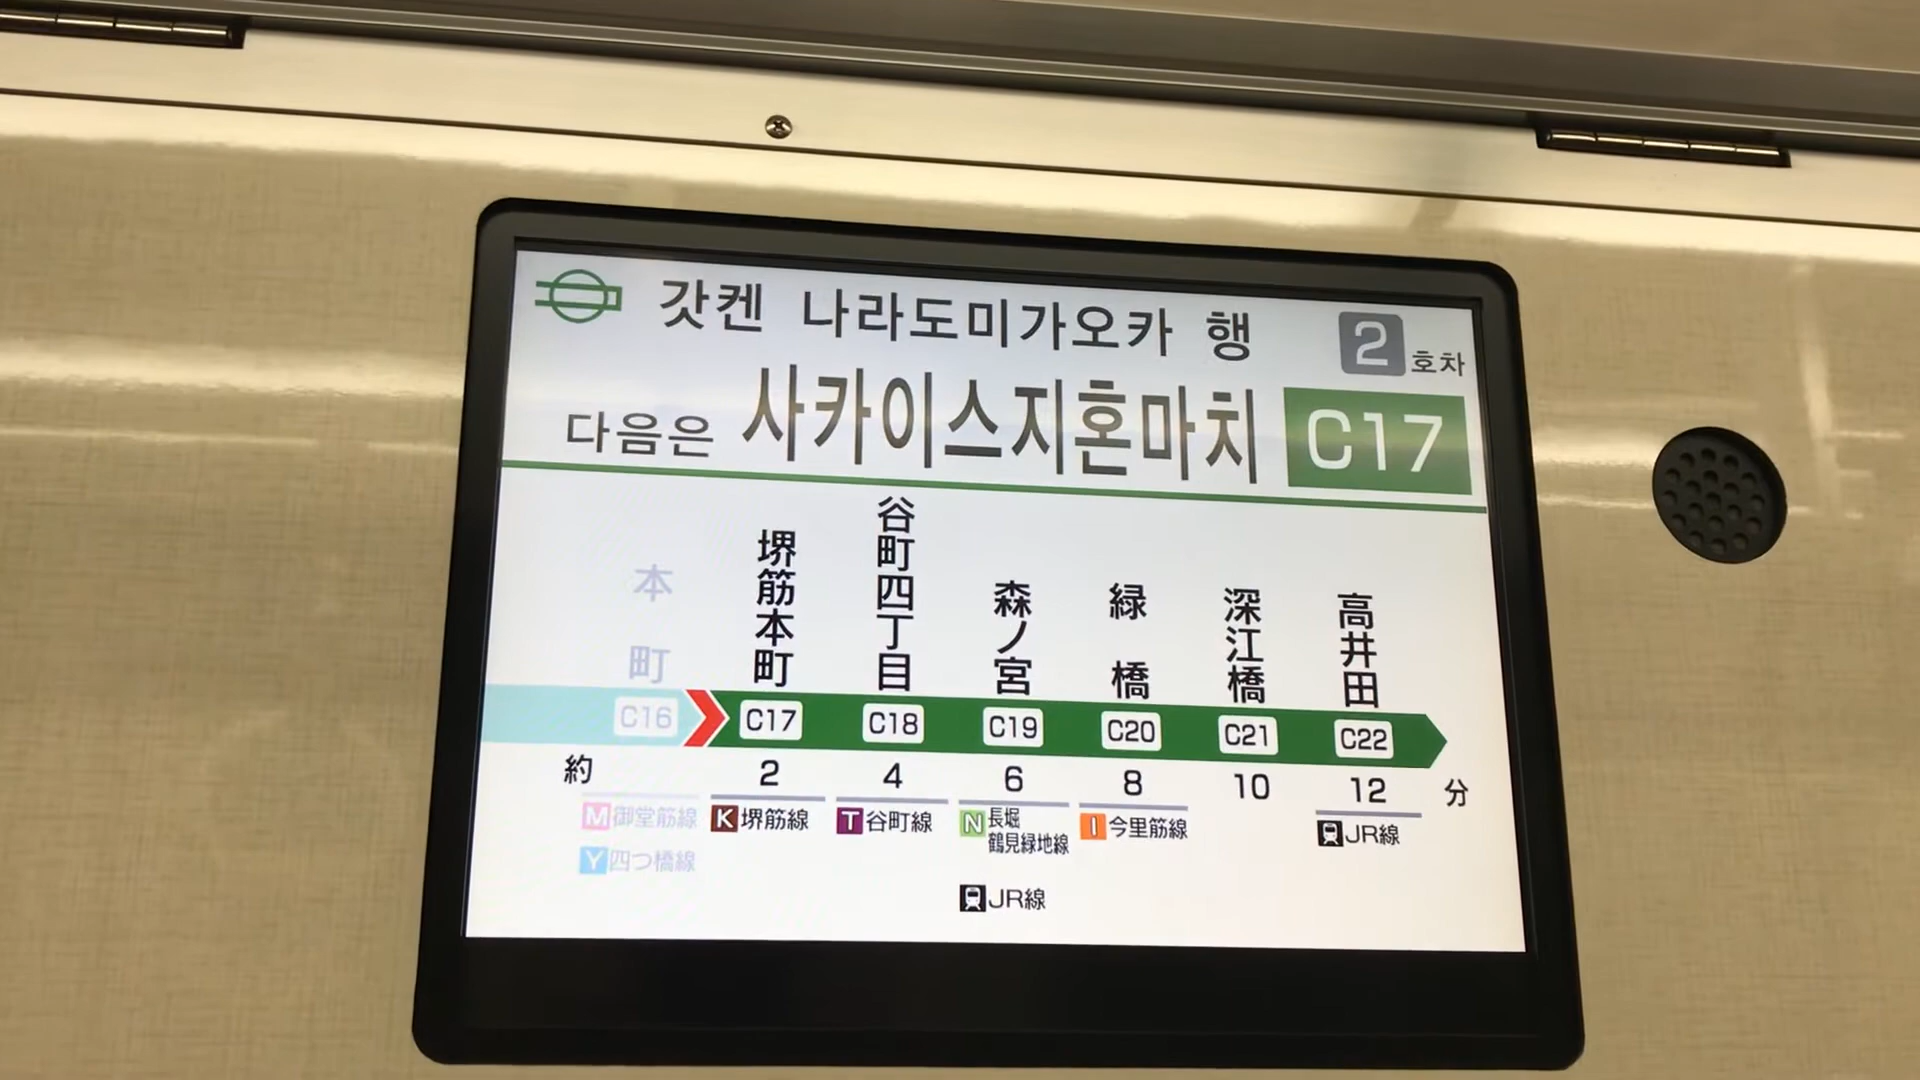 갓켄 나라도미가오카 행
2 호차
다음은 사카이스지혼마치 C17
本町
堺筋本町
谷町四丁目
森ノ宮
緑橋
深江橋
高井田
C16 C17 C18 C19 C20 C21 C22
約 2 4 6 8 10 12 分
M御堂筋線
Y四つ橋線
K堺筋線
T谷町線
N長堀
鶴見緑地線
JR線
I今里筋線
JR線